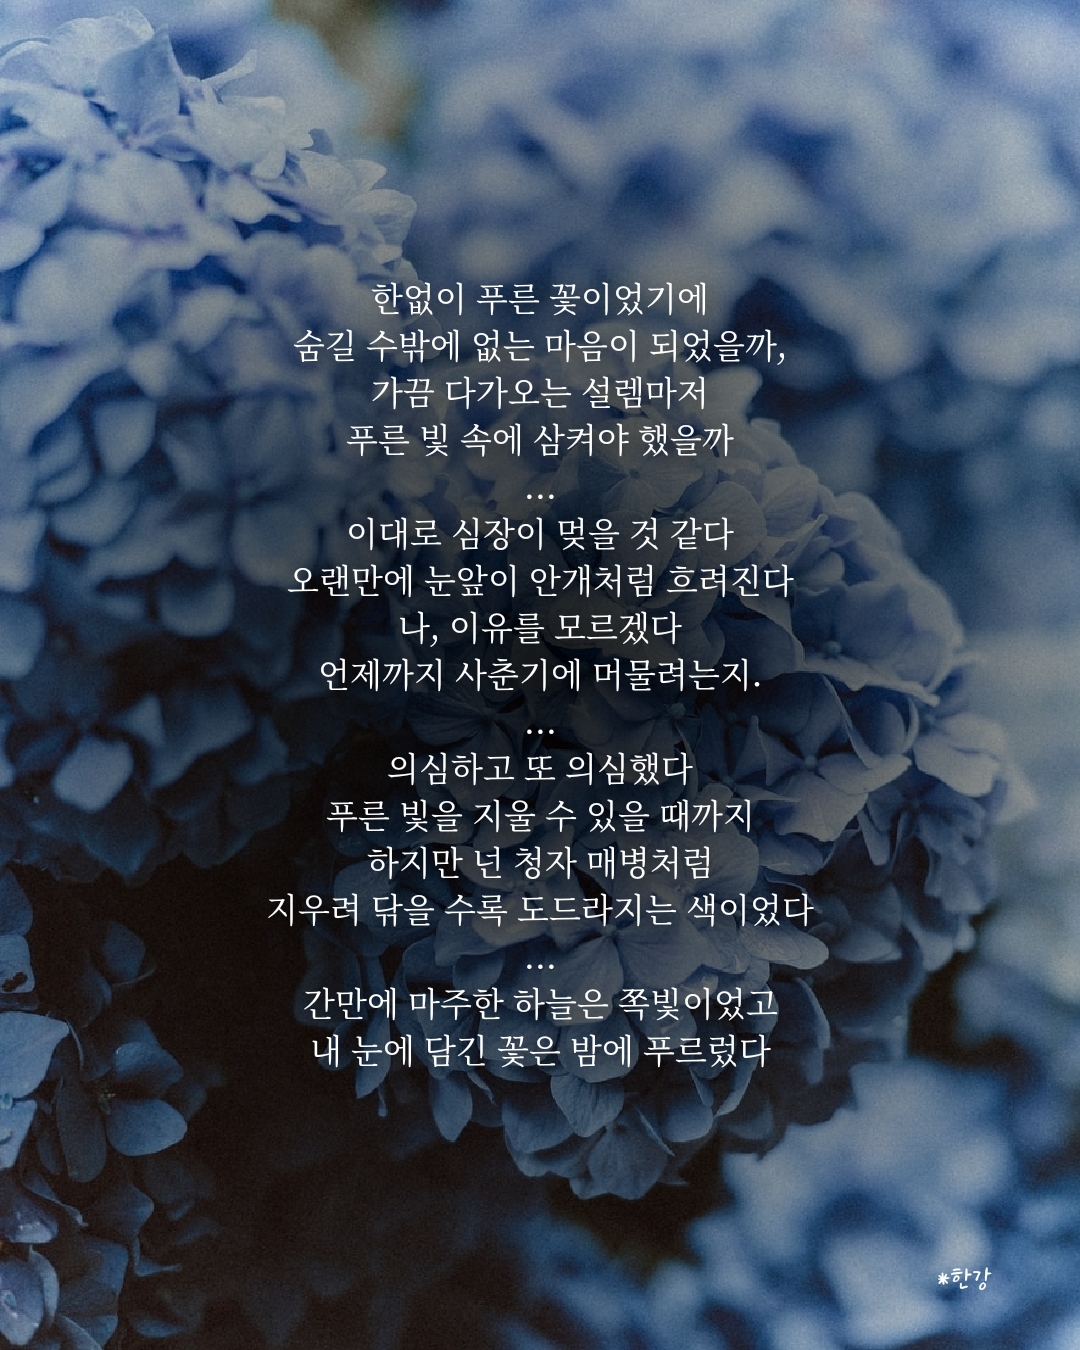 한없이 푸른 꽃이었기에
숨길 수밖에 없는 마음이 되었을까,
가끔 다가오는 설렘마저
푸른 빛 속에 삼켜야 했을까
...
이대로 심장이 멎을 것 같다
오랜만에 눈앞이 안개처럼 흐려진다
나, 이유를 모르겠다
언제까지 사춘기에 머물려는지.
...
의심하고 또 의심했다
푸른 빛을 지울 수 있을 때까지
하지만 넌 청자 매병처럼
지우려 닦을 수록 도드라지는 색이었다
...
간만에 마주한 하늘은 쪽빛이었고
내 눈에 담긴 꽃은 밤에 푸르렀다
*한강